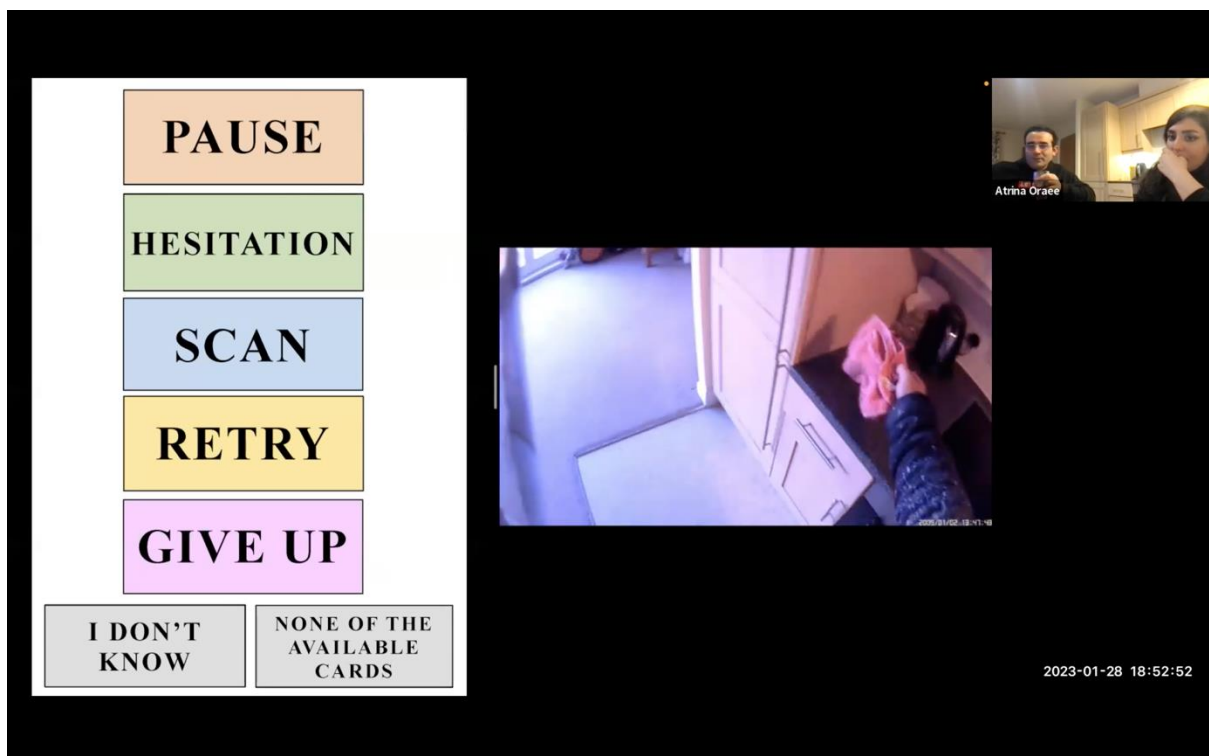 PAUSE
HESITATION
SCAN
RETRY
GIVE UP
I DON'T
KNOW
NONE OF THE
AVAILABLE
CARDS
Atrina Oraee
2023-01-28 18:52:52